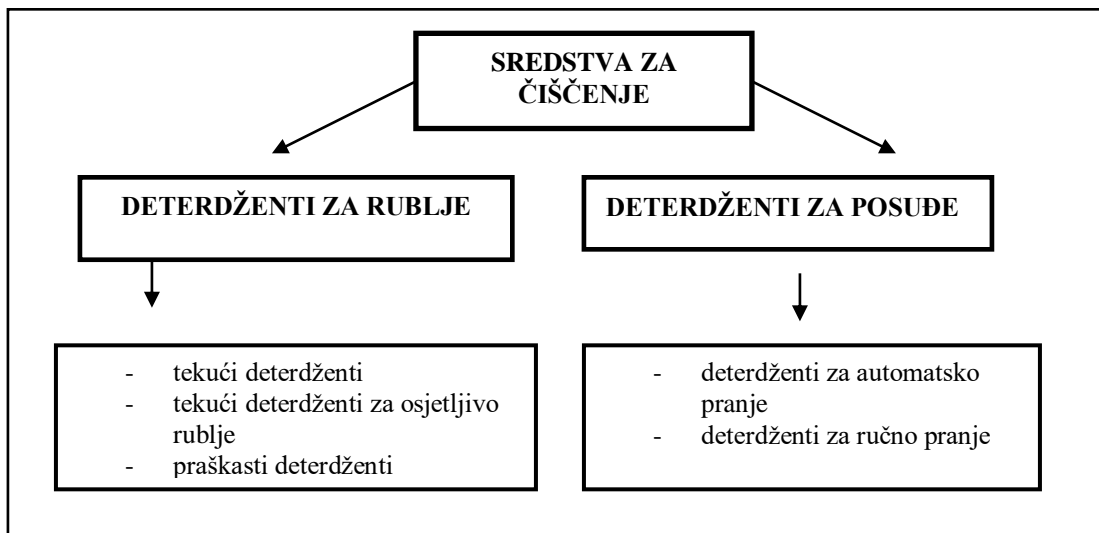 SREDSTVA ZA
ČIŠČENJE
DETERDŽENTI ZA RUBLJE
DETERDŽENTI ZA POSUĐE
- tekući deterdženti
- tekući deterdženti za osjetljivo
rublje
- praškasti deterdženti
- deterdženti za automatsko
pranje
- deterdženti za ručno pranje